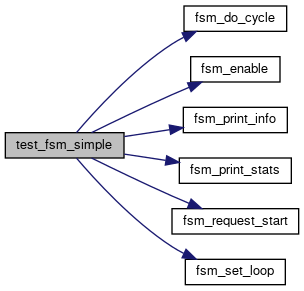 fsm_do_cycle
fsm_enable
fsm_print_info
test_fsm_simple
fsm_print_stats
fsm_request_start
fsm_set_loop